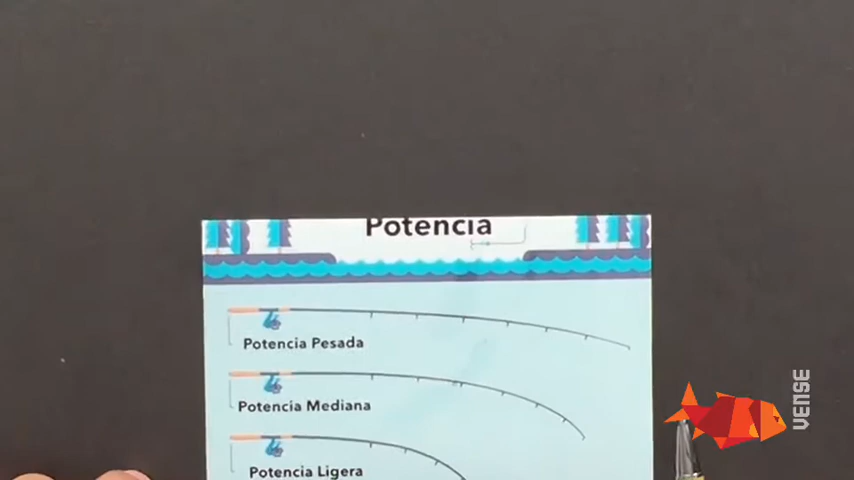 Potencia
Potencia Pesada
Potencia Mediana
Potencia Ligera
VENSE